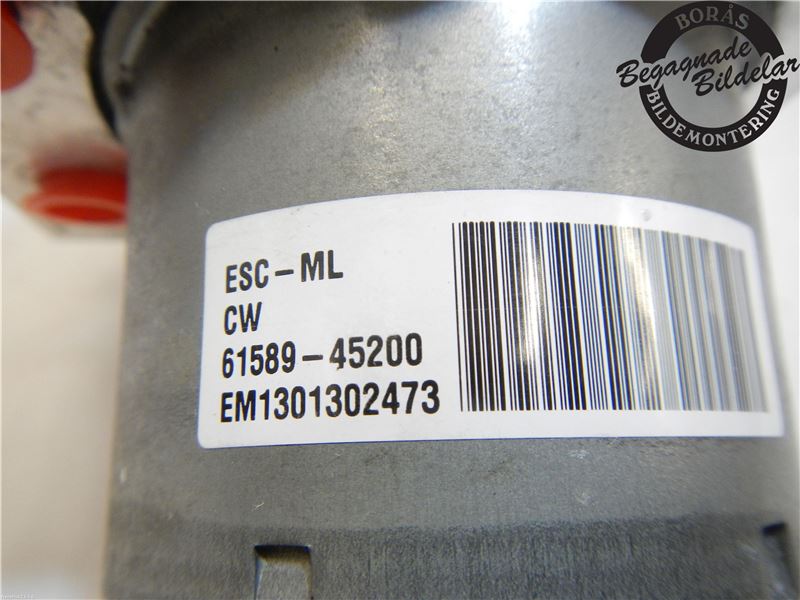 BORÅS
Begagnade
Bildelar
BILDEMONTERING
ESC-ML
CW
61589-45200
EM1301302473